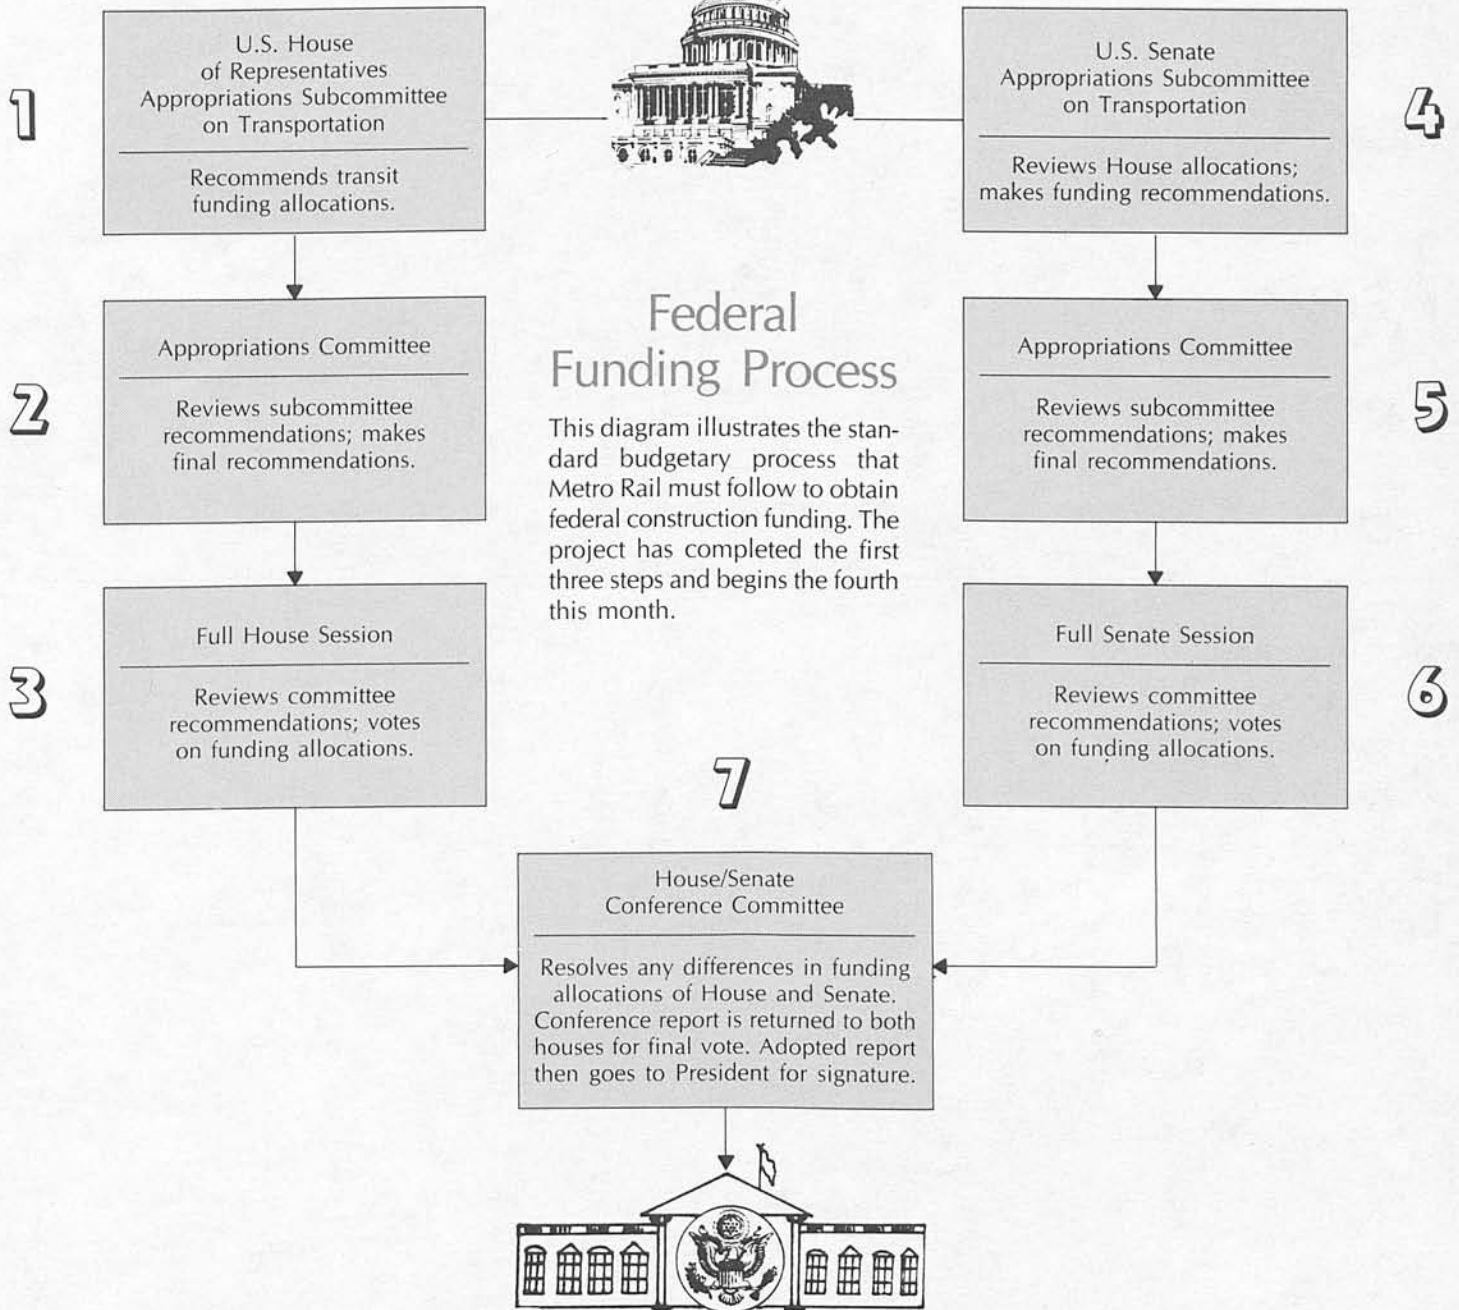 1
U.S. House
of Representatives
Appropriations Subcommittee
on Transportation
Recommends transit
funding allocations.
2
Appropriations Committee
Reviews subcommittee
recommendations; makes
final recommendations.
3
Full House Session
Reviews committee
recommendations; votes
on funding allocations.
Federal
Funding Process
This diagram illustrates the stan-
dard budgetary process that
Metro Rail must follow to obtain
federal construction funding. The
project has completed the first
three steps and begins the fourth
this month.
4
U.S. Senate
Appropriations Subcommittee
on Transportation
Reviews House allocations;
makes funding recommendations.
5
Appropriations Committee
Reviews subcommittee
recommendations; makes
final recommendations.
6
Full Senate Session
Reviews committee
recommendations; votes
on funding allocations.
7
House/Senate
Conference Committee
Resolves any differences in funding
allocations of House and Senate.
Conference report is returned to both
houses for final vote. Adopted report
then goes to President for signature.